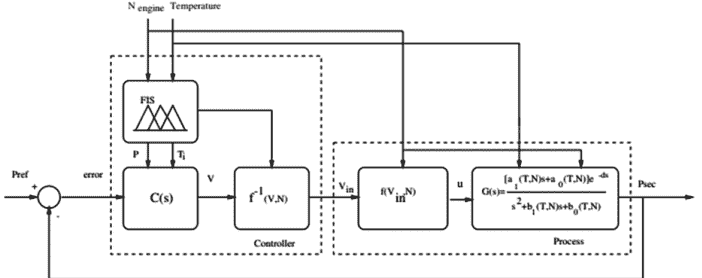 N engine Temperature
FIS
P Ti
Pref + error C(s) V f-1(V,N) Vin f(Vin,N) u G(s)=[a1(T,N)s+a0(T,N)]e-ds Psec
s2+b1(T,N)s+b0(T,N)
-
Controller
Process